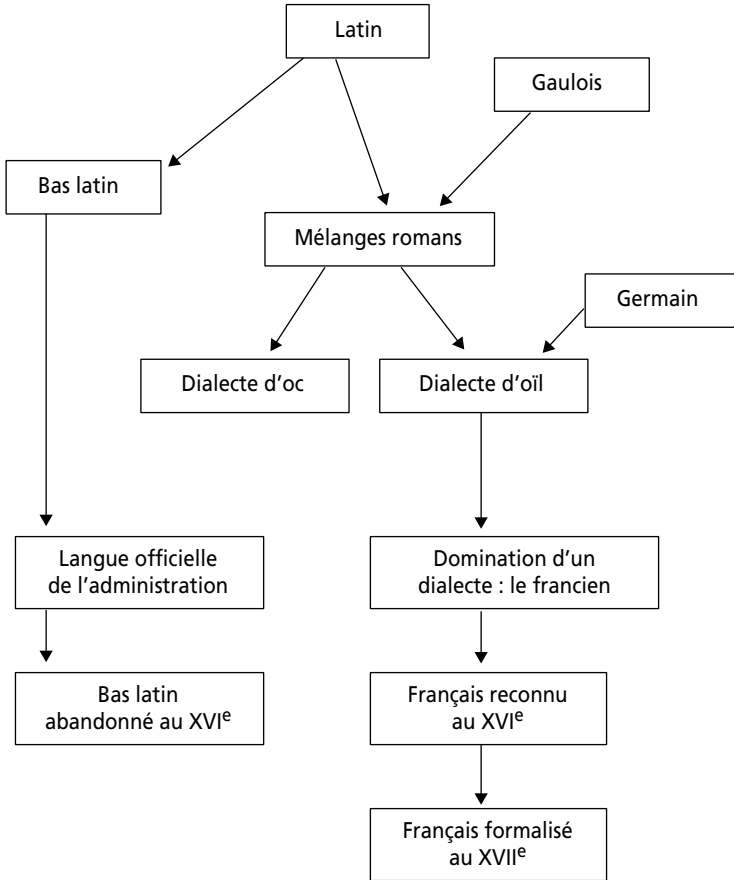 Latin
Gaulois
Bas latin
Mélanges romans
Germain
Dialecte d'oc
Dialecte d'oïl
Langue officielle
de l'administration
Domination d'un
dialecte : le francien
Bas latin
abandonné au XVIe
Français reconnu
au XVIe
Français formalisé
au XVIIe